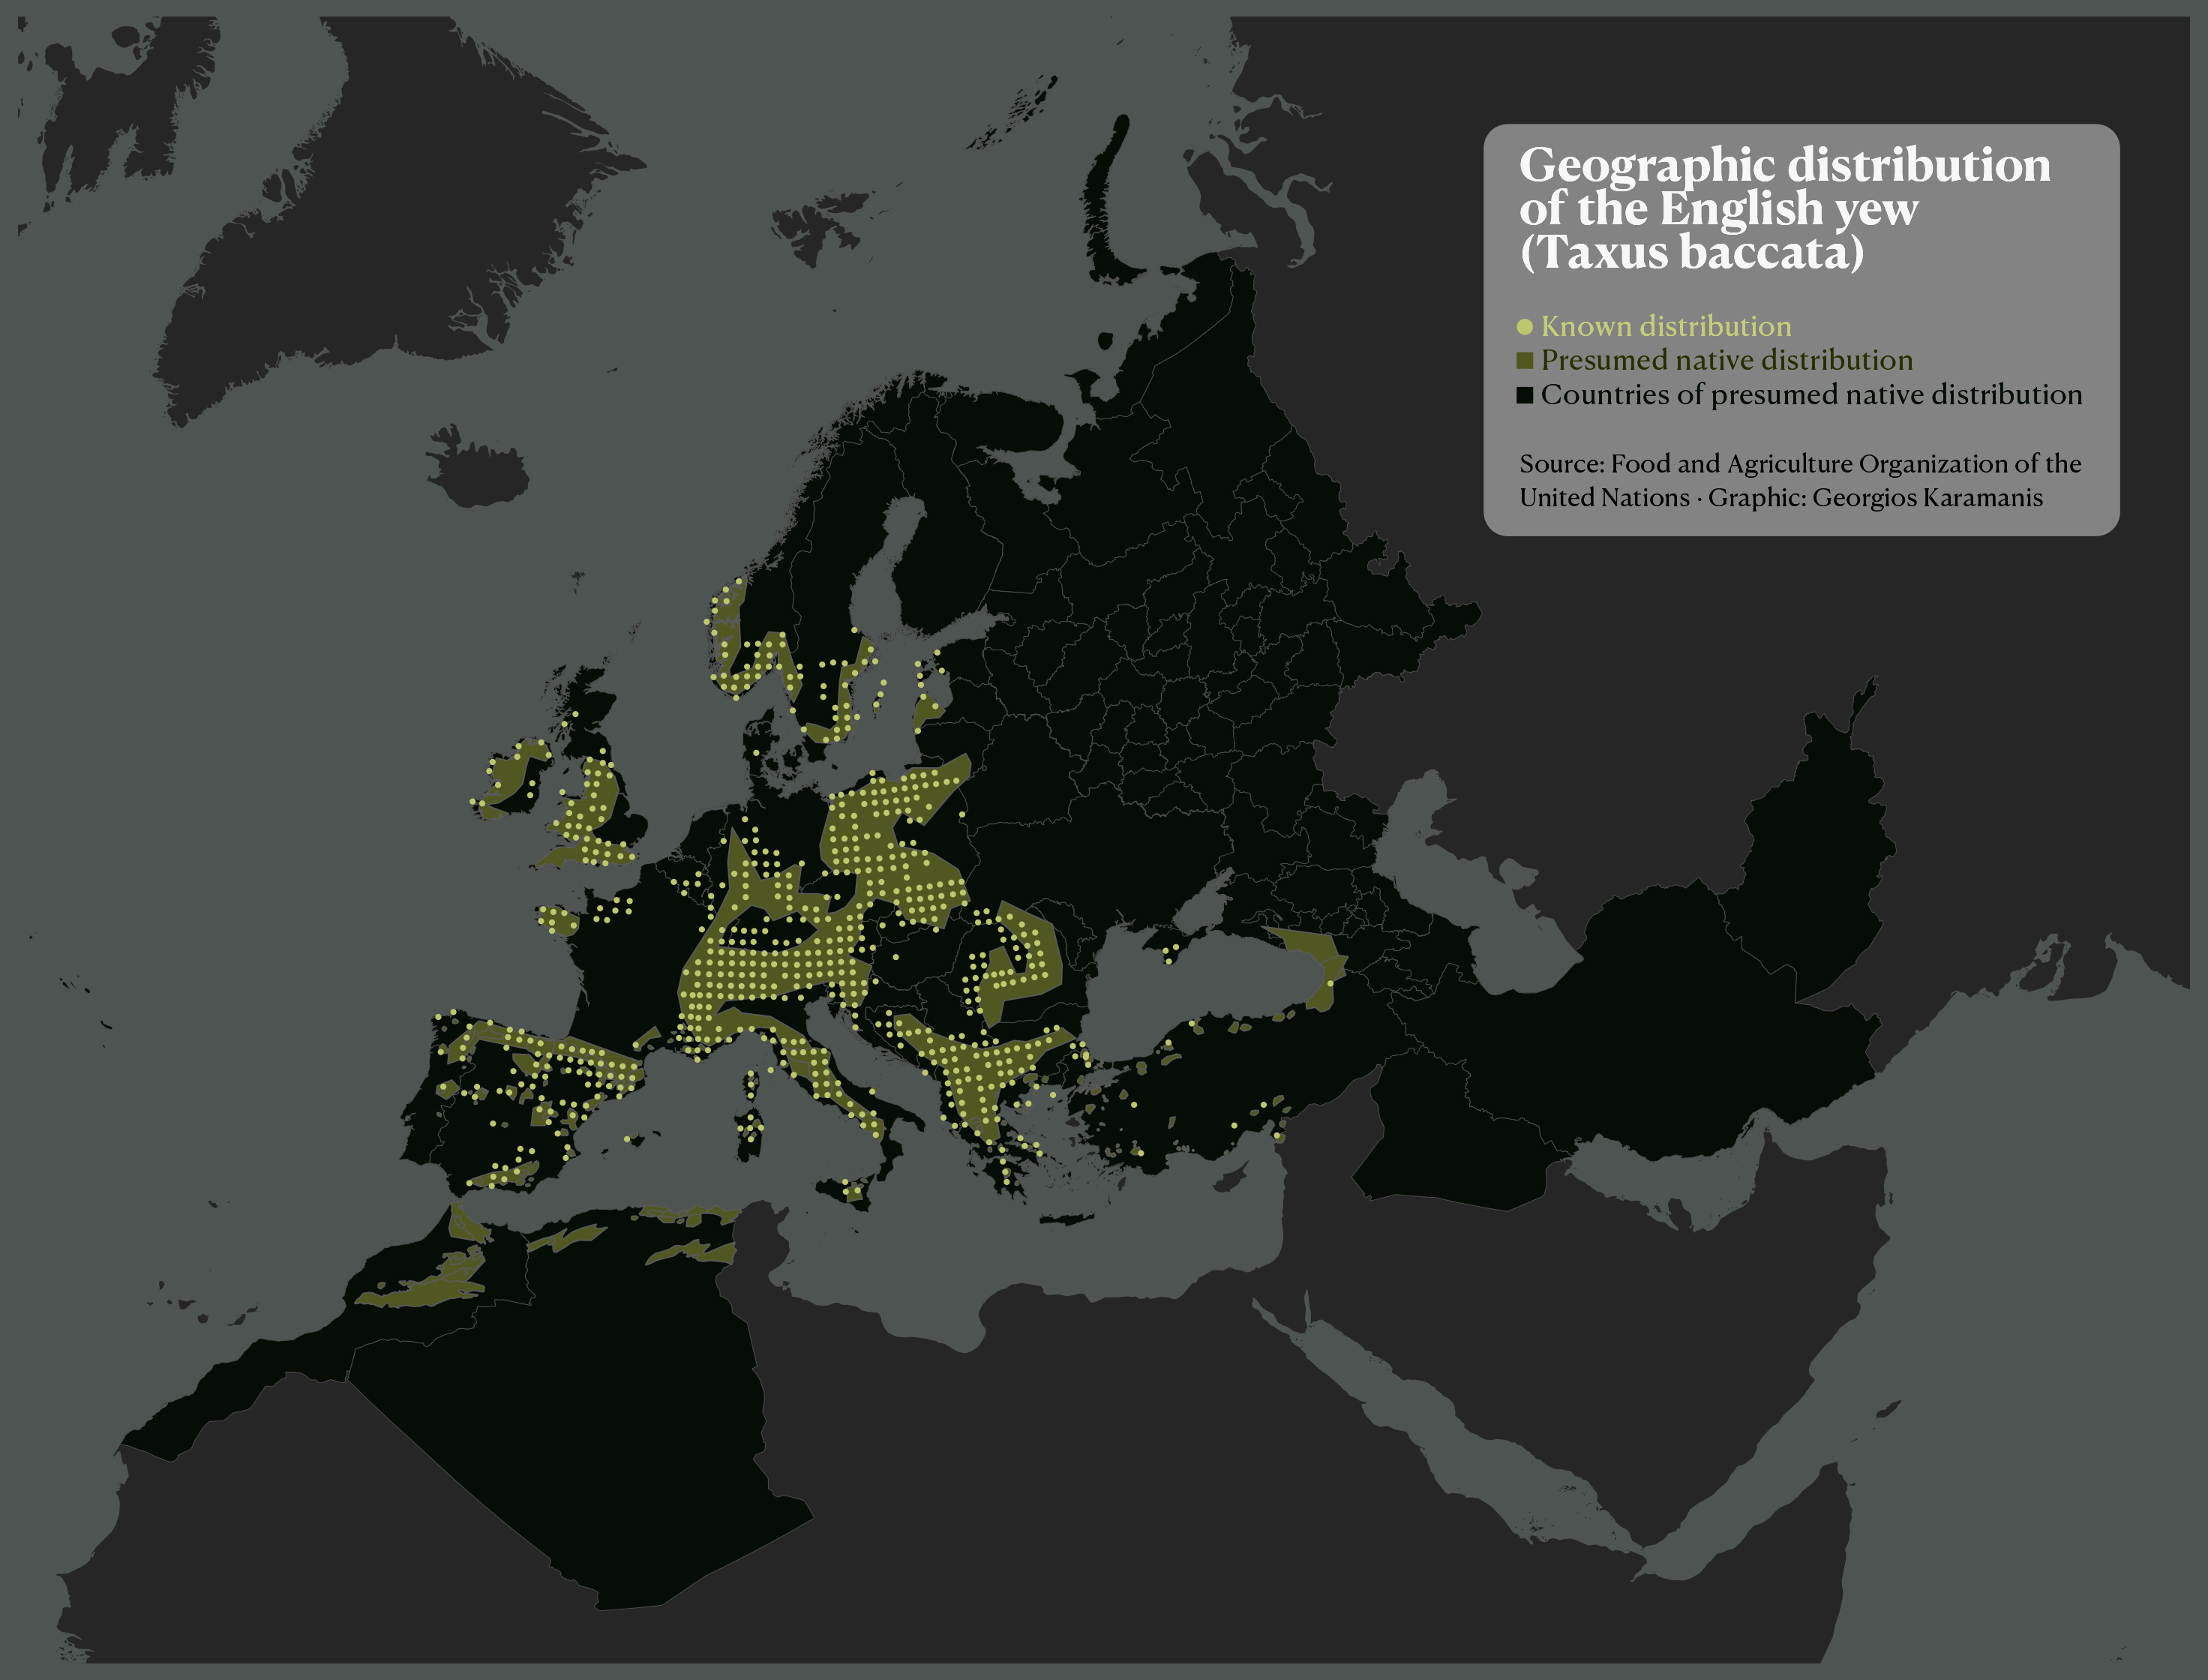 Geographic distribution
of the English yew
(Taxus baccata)
Known distribution
Presumed native distribution
Countries of presumed native distribution
Source: Food and Agriculture Organization of the
United Nations · Graphic: Georgios Karamanis